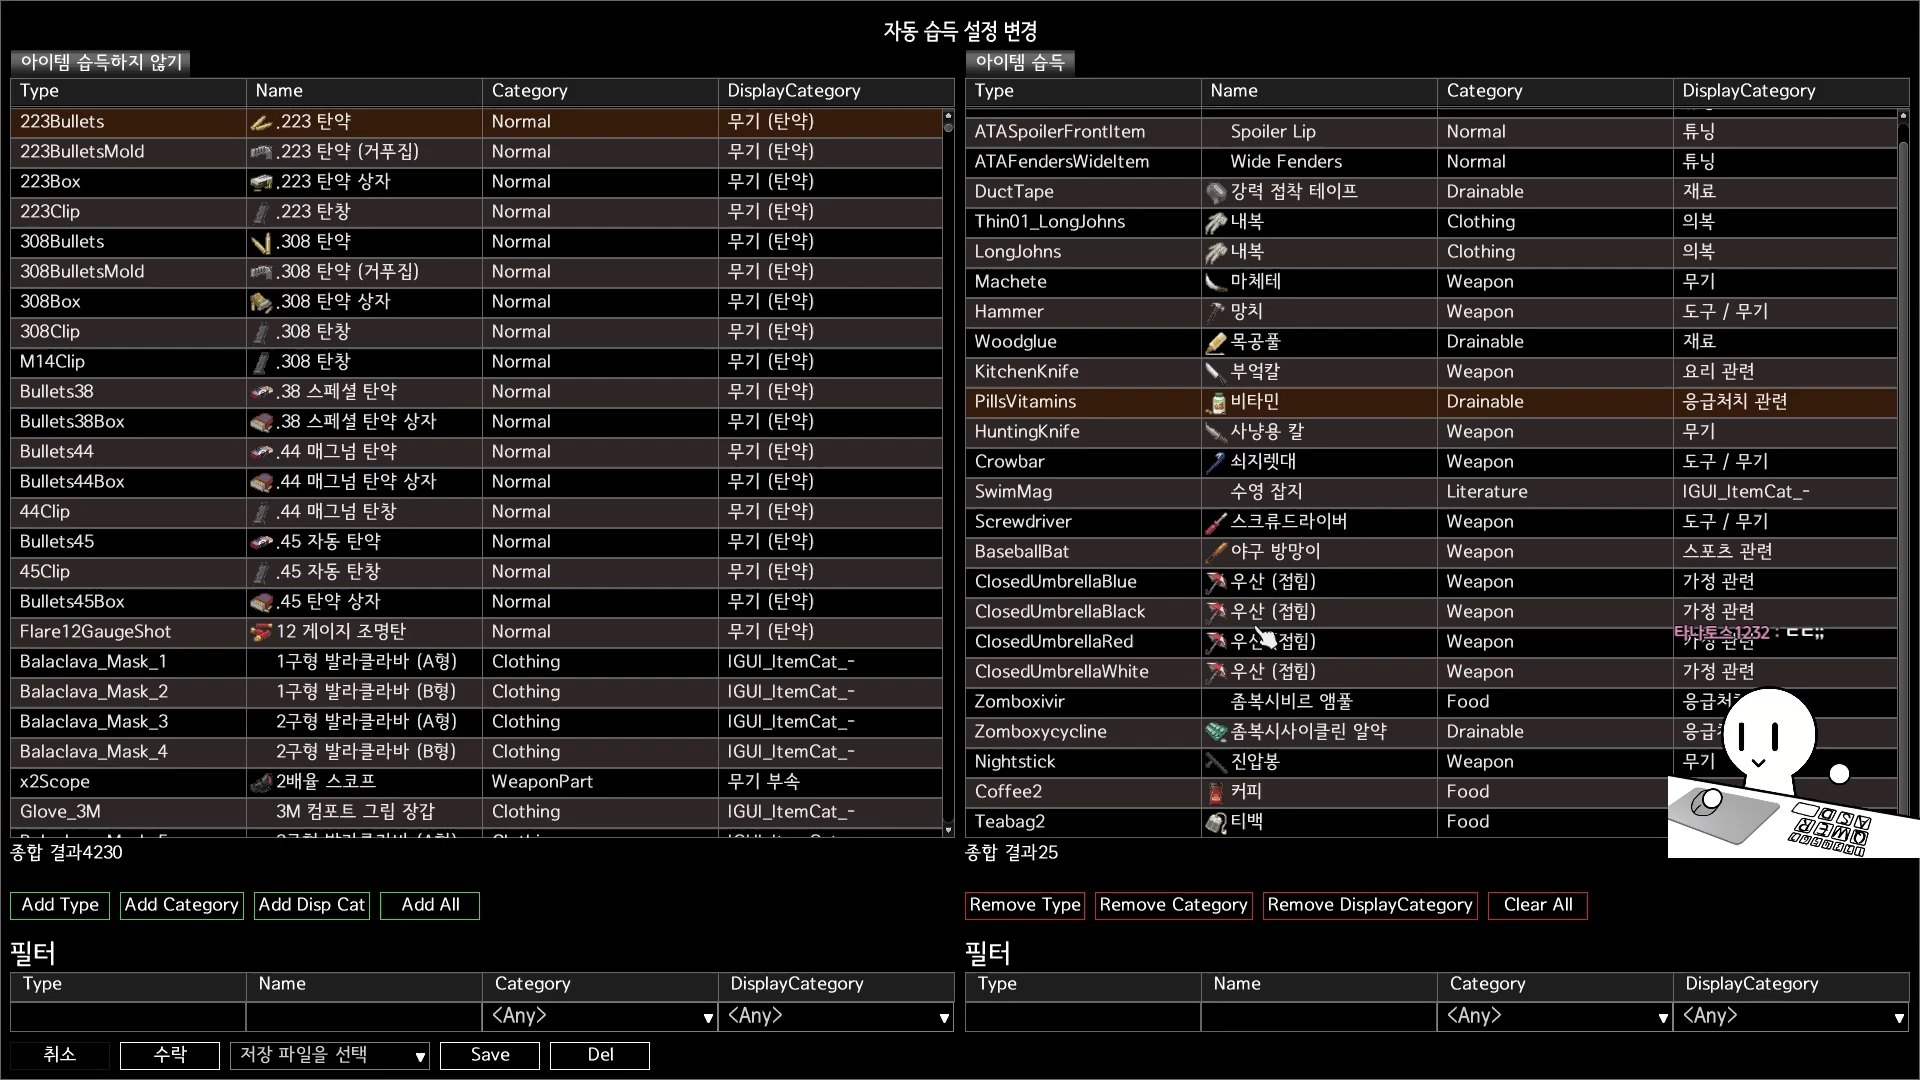 자동 습득 설정 변경
아이템 습득하지 않기
Type Name Category DisplayCategory
223Bullets .223 탄약 Normal 무기 (탄약)
223BulletsMold .223 탄약 (거푸집) Normal 무기 (탄약)
223Box .223 탄약 상자 Normal 무기 (탄약)
223Clip .223 탄창 Normal 무기 (탄약)
308Bullets .308 탄약 Normal 무기 (탄약)
308BulletsMold .308 탄약 (거푸집) Normal 무기 (탄약)
308Box .308 탄약 상자 Normal 무기 (탄약)
308Clip .308 탄창 Normal 무기 (탄약)
M14Clip .308 탄창 Normal 무기 (탄약)
Bullets38 .38 스페셜 탄약 Normal 무기 (탄약)
Bullets38Box .38 스페셜 탄약 상자 Normal 무기 (탄약)
Bullets44 .44 매그넘 탄약 Normal 무기 (탄약)
Bullets44Box .44 매그넘 탄약 상자 Normal 무기 (탄약)
44Clip .44 매그넘 탄창 Normal 무기 (탄약)
Bullets45 .45 자동 탄약 Normal 무기 (탄약)
45Clip .45 자동 탄창 Normal 무기 (탄약)
Bullets45Box .45 탄약 상자 Normal 무기 (탄약)
Flare12GaugeShot 12 게이지 조명탄 Normal 무기 (탄약)
Balaclava_Mask_1 1구형 발라클라바 (A형) Clothing IGUI_ItemCat_-
Balaclava_Mask_2 1구형 발라클라바 (B형) Clothing IGUI_ItemCat_-
Balaclava_Mask_3 2구형 발라클라바 (A형) Clothing IGUI_ItemCat_-
Balaclava_Mask_4 2구형 발라클라바 (B형) Clothing IGUI_ItemCat_-
x2Scope 2배율 스코프 WeaponPart 무기 부속
Glove_3M 3M 컴포트 그립 장갑 Clothing IGUI_ItemCat_-
종합 결과4230
Add Type Add Category Add Disp Cat Add All
필터
Type Name Category DisplayCategory
<Any> <Any>
취소 수락 저장 파일을 선택 Save Del
아이템 습득
Type Name Category DisplayCategory
ATASpoilerFrontItem Spoiler Lip Normal 튜닝
ATAFendersWideItem Wide Fenders Normal 튜닝
DuctTape 강력 접착 테이프 Drainable 재료
Thin01_LongJohns 내복 Clothing 의복
LongJohns 내복 Clothing 의복
Machete 마체테 Weapon 무기
Hammer 망치 Weapon 도구 / 무기
Woodglue 목공풀 Drainable 재료
KitchenKnife 부엌칼 Weapon 요리 관련
PillsVitamins 비타민 Drainable 응급처치 관련
HuntingKnife 사냥용 칼 Weapon 무기
Crowbar 쇠지렛대 Weapon 도구 / 무기
SwimMag 수영 잡지 Literature IGUI_ItemCat_-
Screwdriver 스크류드라이버 Weapon 도구 / 무기
BaseballBat 야구 방망이 Weapon 스포츠 관련
ClosedUmbrellaBlue 우산 (접힘) Weapon 가정 관련
ClosedUmbrellaBlack 우산 (접힘) Weapon 가정 관련
타나토스1232 : ㄷㄷ;;
ClosedUmbrellaRed 우산 (접힘) Weapon 가정 관련
ClosedUmbrellaWhite 우산 (접힘) Weapon 가정 관련
Zomboxivir 좀복시비르 앰풀 Food 응급처
Zomboxycycline 좀복시사이클린 알약 Drainable 응급
Nightstick 진압봉 Weapon 무기
Coffee2 커피 Food
Teabag2 티백 Food
종합 결과25
Remove Type Remove Category Remove DisplayCategory Clear All
필터
Type Name Category DisplayCategory
<Any> <Any>